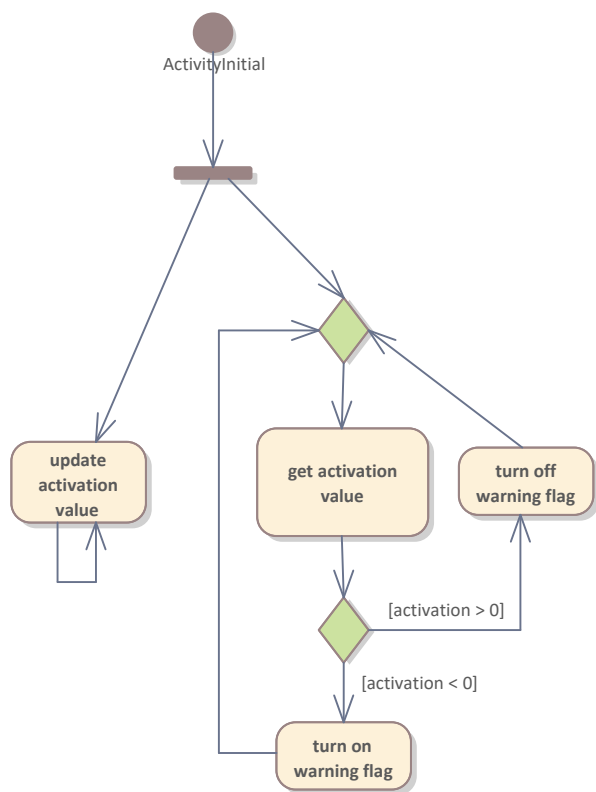 ActivityInitial
update
activation
value
get activation
value
turn off
warning flag
[activation > 0]
[activation < 0]
turn on
warning flag